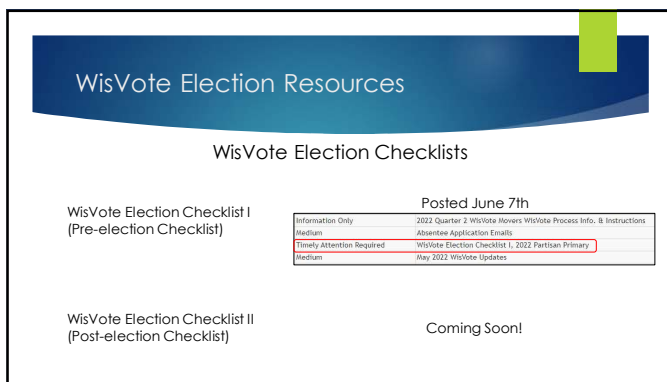 WisVote Election Resources
WisVote Election Checklists
WisVote Election Checklist I
(Pre-election Checklist)
Posted June 7th
Information Only 2022 Quarter 2 WisVote Movers WisVote Process Info. & Instructions
Medium Absentee Application Emails
Timely Attention Required WisVote Election Checklist I, 2022 Partisan Primary
Medium May 2022 WisVote Updates
WisVote Election Checklist II
(Post-election Checklist)
Coming Soon!